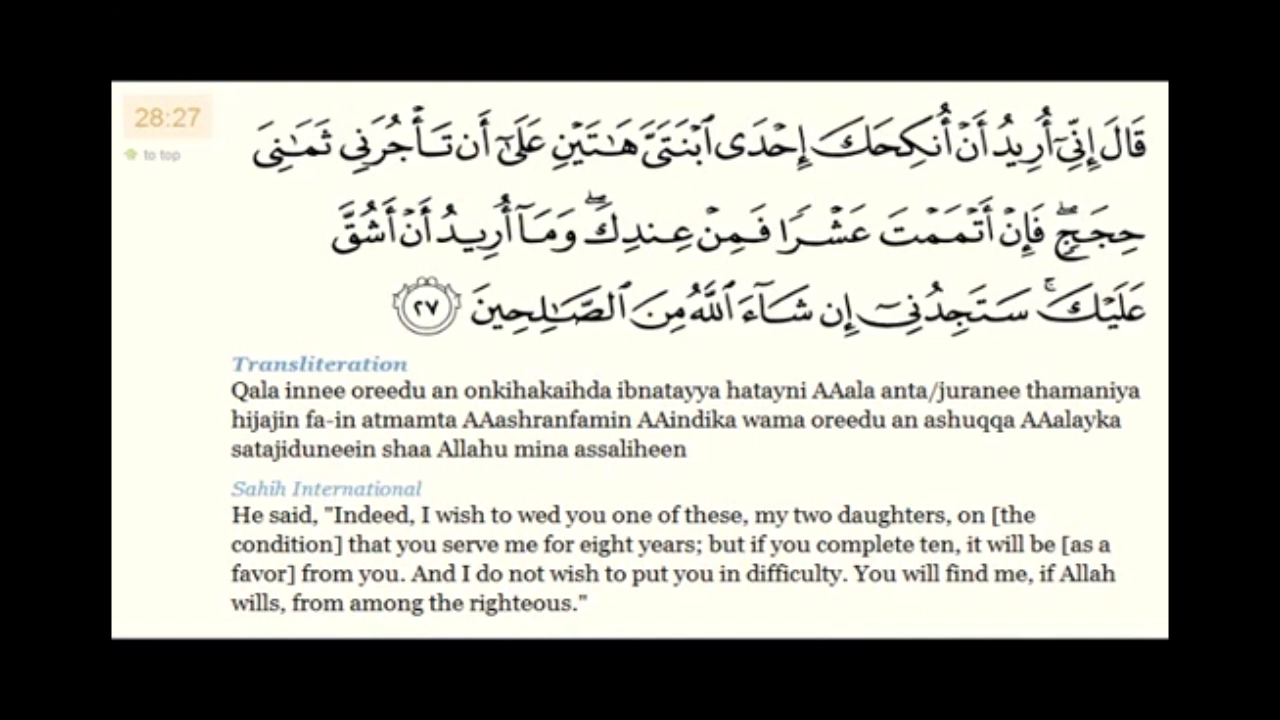 28:27
to top
قَالَ إِنِّىٓ أُرِيدُ أَنْ أُنكِحَكَ إِحْدَى ٱبْنَتَىَّ هَـٰتَيْنِ عَلَىٰٓ أَن تَأْجُرَنِى ثَمَـٰنِىَ
حِجَجٍ ۖ فَإِنْ أَتْمَمْتَ عَشْرًا فَمِنْ عِندِكَ ۖ وَمَآ أُرِيدُ أَنْ أَشُقَّ
عَلَيْكَ ۚ سَتَجِدُنِىٓ إِن شَآءَ ٱللَّهُ مِنَ ٱلصَّـٰلِحِينَ ٢٧
Transliteration
Qala innee oreedu an onkihakaihda ibnatayya hatayni AAala anta/juranee thamaniya
hijajin fa-in atmamta AAashranfamin AAindika wama oreedu an ashuqqa AAalayka
satajiduneein shaa Allahu mina assaliheen
Sahih International
He said, "Indeed, I wish to wed you one of these, my two daughters, on [the
condition] that you serve me for eight years; but if you complete ten, it will be [as a
favor] from you. And I do not wish to put you in difficulty. You will find me, if Allah
wills, from among the righteous."